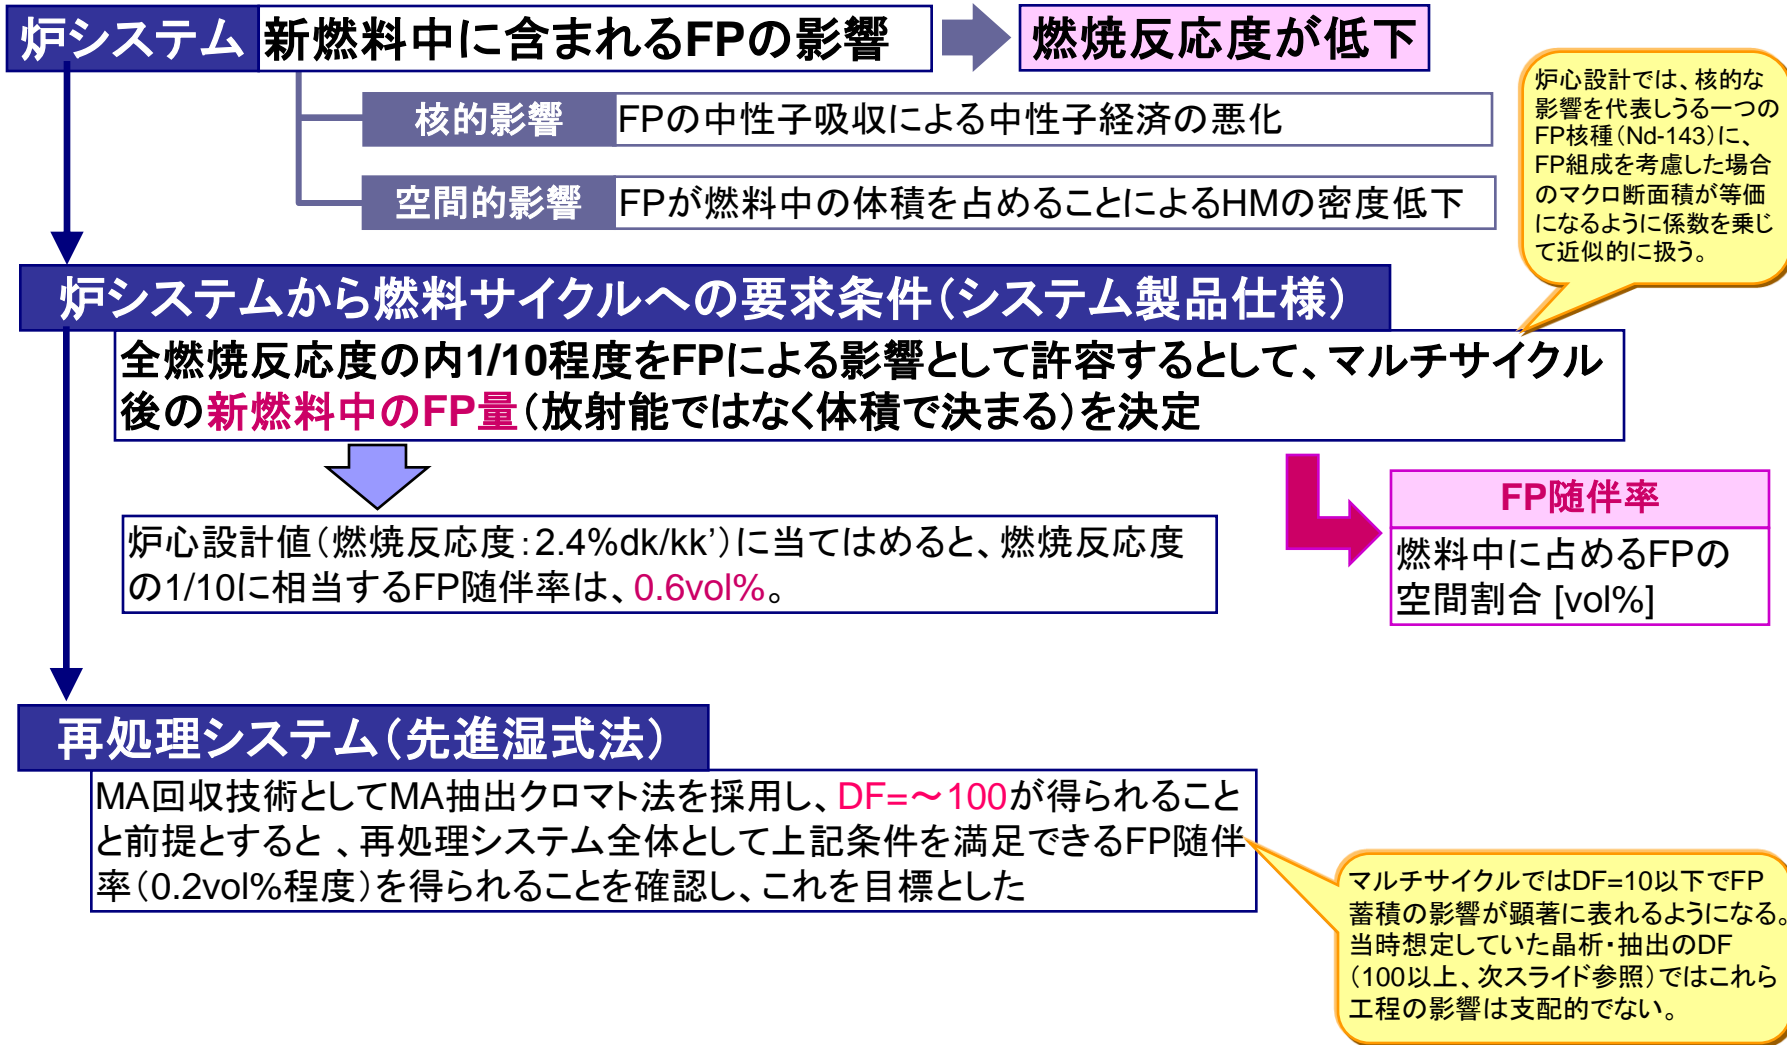 炉システム 新燃料中に含まれるFPの影響 燃焼反応度が低下
核的影響 FPの中性子吸収による中性子経済の悪化
空間的影響 FPが燃料中の体積を占めることによるHMの密度低下
炉心設計では、核的な
影響を代表しうる一つの
FP核種(Nd-143)に、
FP組成を考慮した場合
のマクロ断面積が等価
になるように係数を乗じ
て近似的に扱う。
炉システムから燃料サイクルへの要求条件(システム製品仕様)
全燃焼反応度の内1/10程度をFPによる影響として許容するとして、マルチサイクル
後の新燃料中のFP量(放射能ではなく体積で決まる)を決定
炉心設計値(燃焼反応度:2.4%dk/kk')に当てはめると、燃焼反応度
の1/10に相当するFP随伴率は、0.6vol%。
FP随伴率
燃料中に占めるFPの
空間割合 [vol%]
再処理システム(先進湿式法)
MA回収技術としてMA抽出クロマト法を採用し、DF=~100が得られること
と前提とすると 、再処理システム全体として上記条件を満足できるFP随伴
率(0.2vol%程度)を得られることを確認し、これを目標とした
マルチサイクルではDF=10以下でFP
蓄積の影響が顕著に表れるようになる。
当時想定していた晶析・抽出のDF
(100以上、次スライド参照)ではこれら
工程の影響は支配的でない。